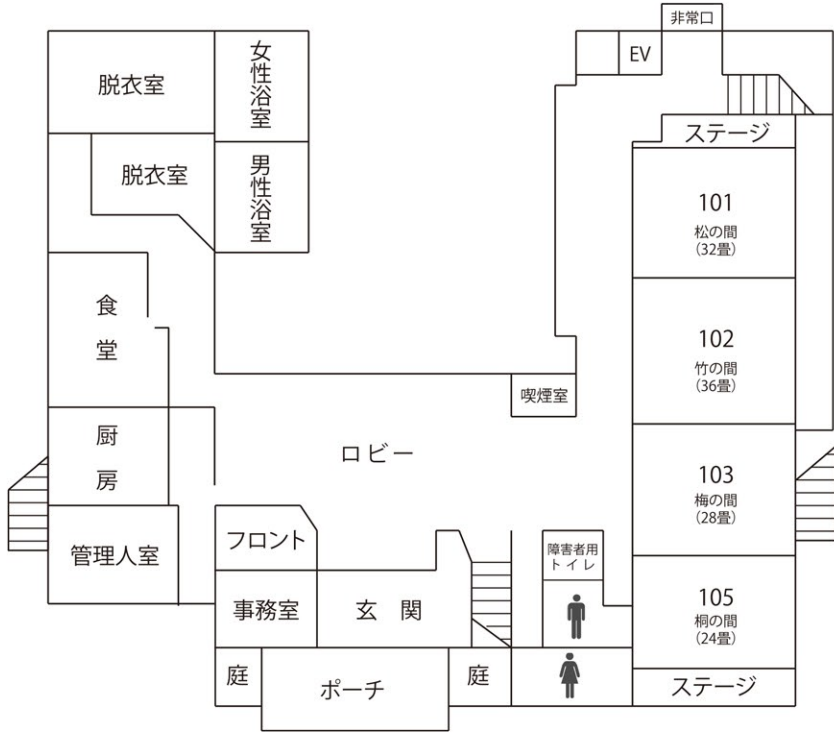 非常口
EV
脱衣室
女性浴室
ステージ
脱衣室
男性浴室
101
松の間
(32畳)
食堂
102
竹の間
(36畳)
喫煙室
厨房
ロビー
103
梅の間
(28畳)
フロント
管理人室
障害者用
トイレ
事務室
玄関
105
桐の間
(24畳)
庭
ポーチ
庭
ステージ